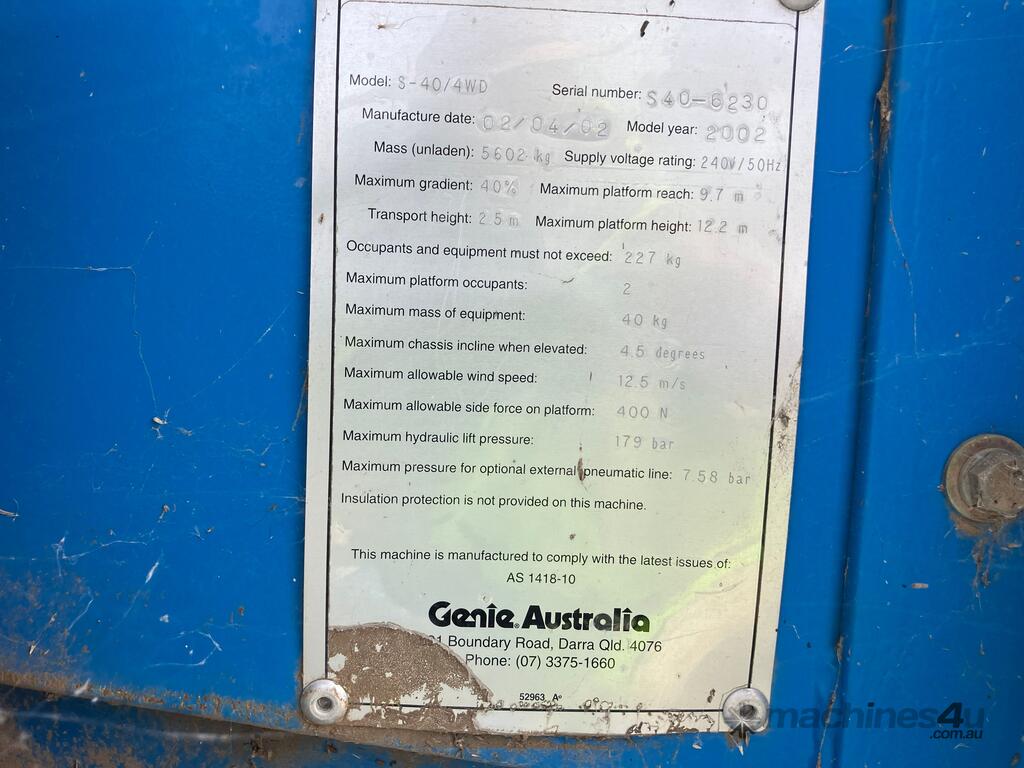 Model: S-40/4WD Serial number: S40-6230
Manufacture date: 02/04/02 Model year: 2002
Mass (unladen): 5602 kg Supply voltage rating: 240V/50Hz
Maximum gradient: 40% Maximum platform reach: 9.7 m
Transport height: 2.5 m Maximum platform height: 12.2 m
Occupants and equipment must not exceed: 227 kg
Maximum platform occupants: 2
Maximum mass of equipment: 40 kg
Maximum chassis incline when elevated: 4.5 degrees
Maximum allowable wind speed: 12.5 m/s
Maximum allowable side force on platform: 400 N
Maximum hydraulic lift pressure: 179 bar
Maximum pressure for optional external pneumatic line: 7.58 bar
Insulation protection is not provided on this machine.
This machine is manufactured to comply with the latest issues of:
AS 1418-10
Genie Australia
Boundary Road, Darra Qld. 4076
Phone: (07) 3375-1660
52963 A
machines4u
.com.au